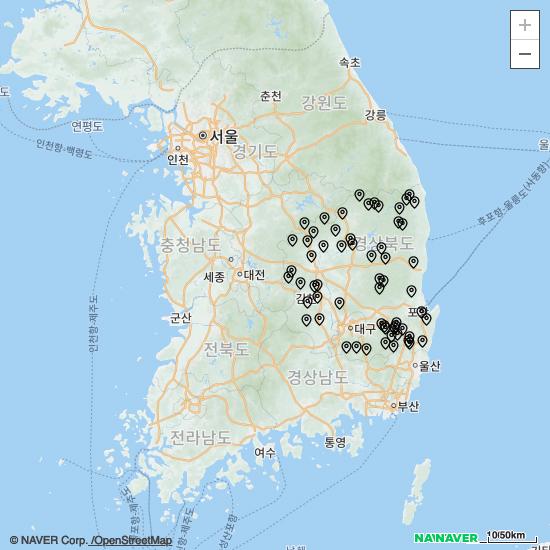 +
−
속초
춘천
강원도
강릉
연평도
서울
인천
경기도
인천항-백령도
울
후포항-울릉도(사동항)
경상북도
충청남도
세종
대전
인천항-제주도
군산
포
대구
전라북도
경상남도
울산
부산
전라남도
여수
통영
© NAVER Corp. /OpenStreetMap
NAVER
10/50km